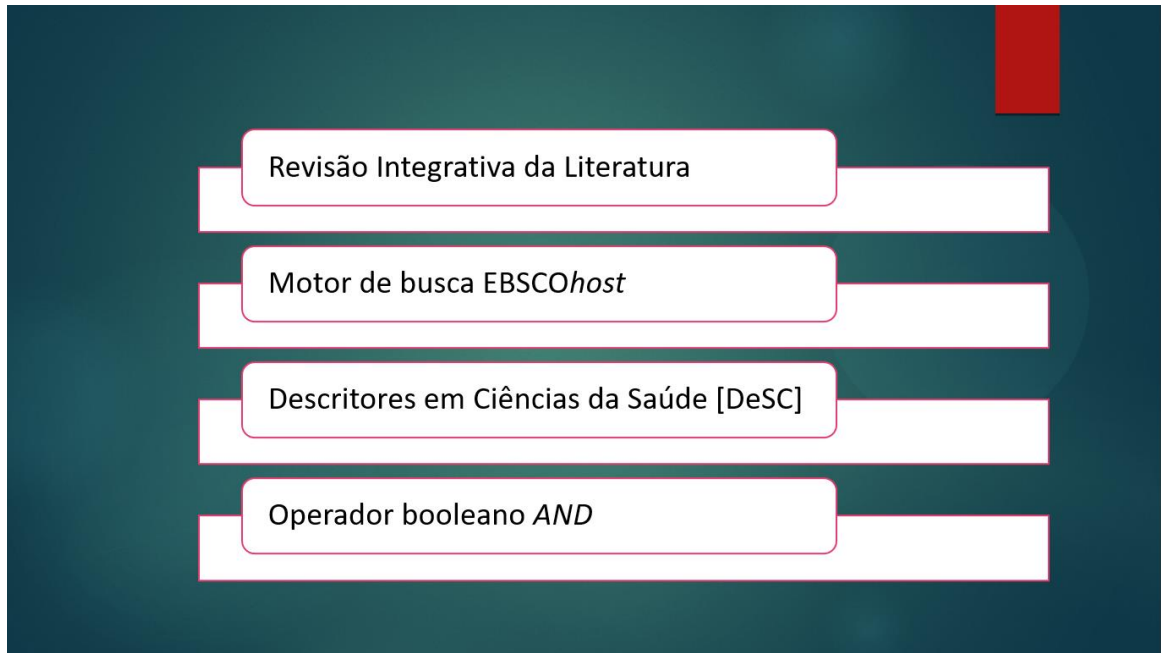 Revisão Integrativa da Literatura
Motor de busca EBSCOhost
Descritores em Ciências da Saúde [DeSC]
Operador booleano AND